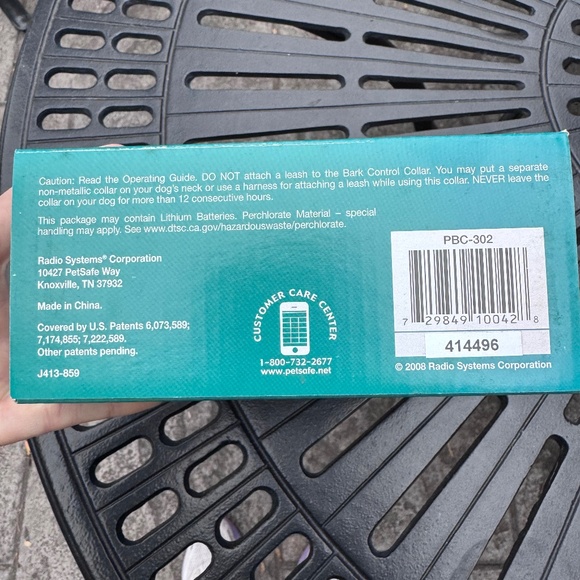 Caution: Read the Operating Guide. DO NOT attach a leash to the Bark Control Collar. You may put a separate
non-metallic collar on your dog's neck or use a harness for attaching a leash while using this collar. NEVER leave the
collar on your dog for more than 12 consecutive hours.
This package may contain Lithium Batteries. Perchlorate Material – special
handling may apply. See www.dtsc.ca.gov/hazardouswaste/perchlorate.
Radio Systems® Corporation
10427 PetSafe Way
Knoxville, TN 37932
Made in China.
Covered by U.S. Patents 6,073,589;
7,174,855; 7,222,589.
Other patents pending.
J413-859
CUSTOMER CARE CENTER
1-800-732-2677
www.petsafe.net
PBC-302
7 29849 10042 8
414496
© 2008 Radio Systems Corporation